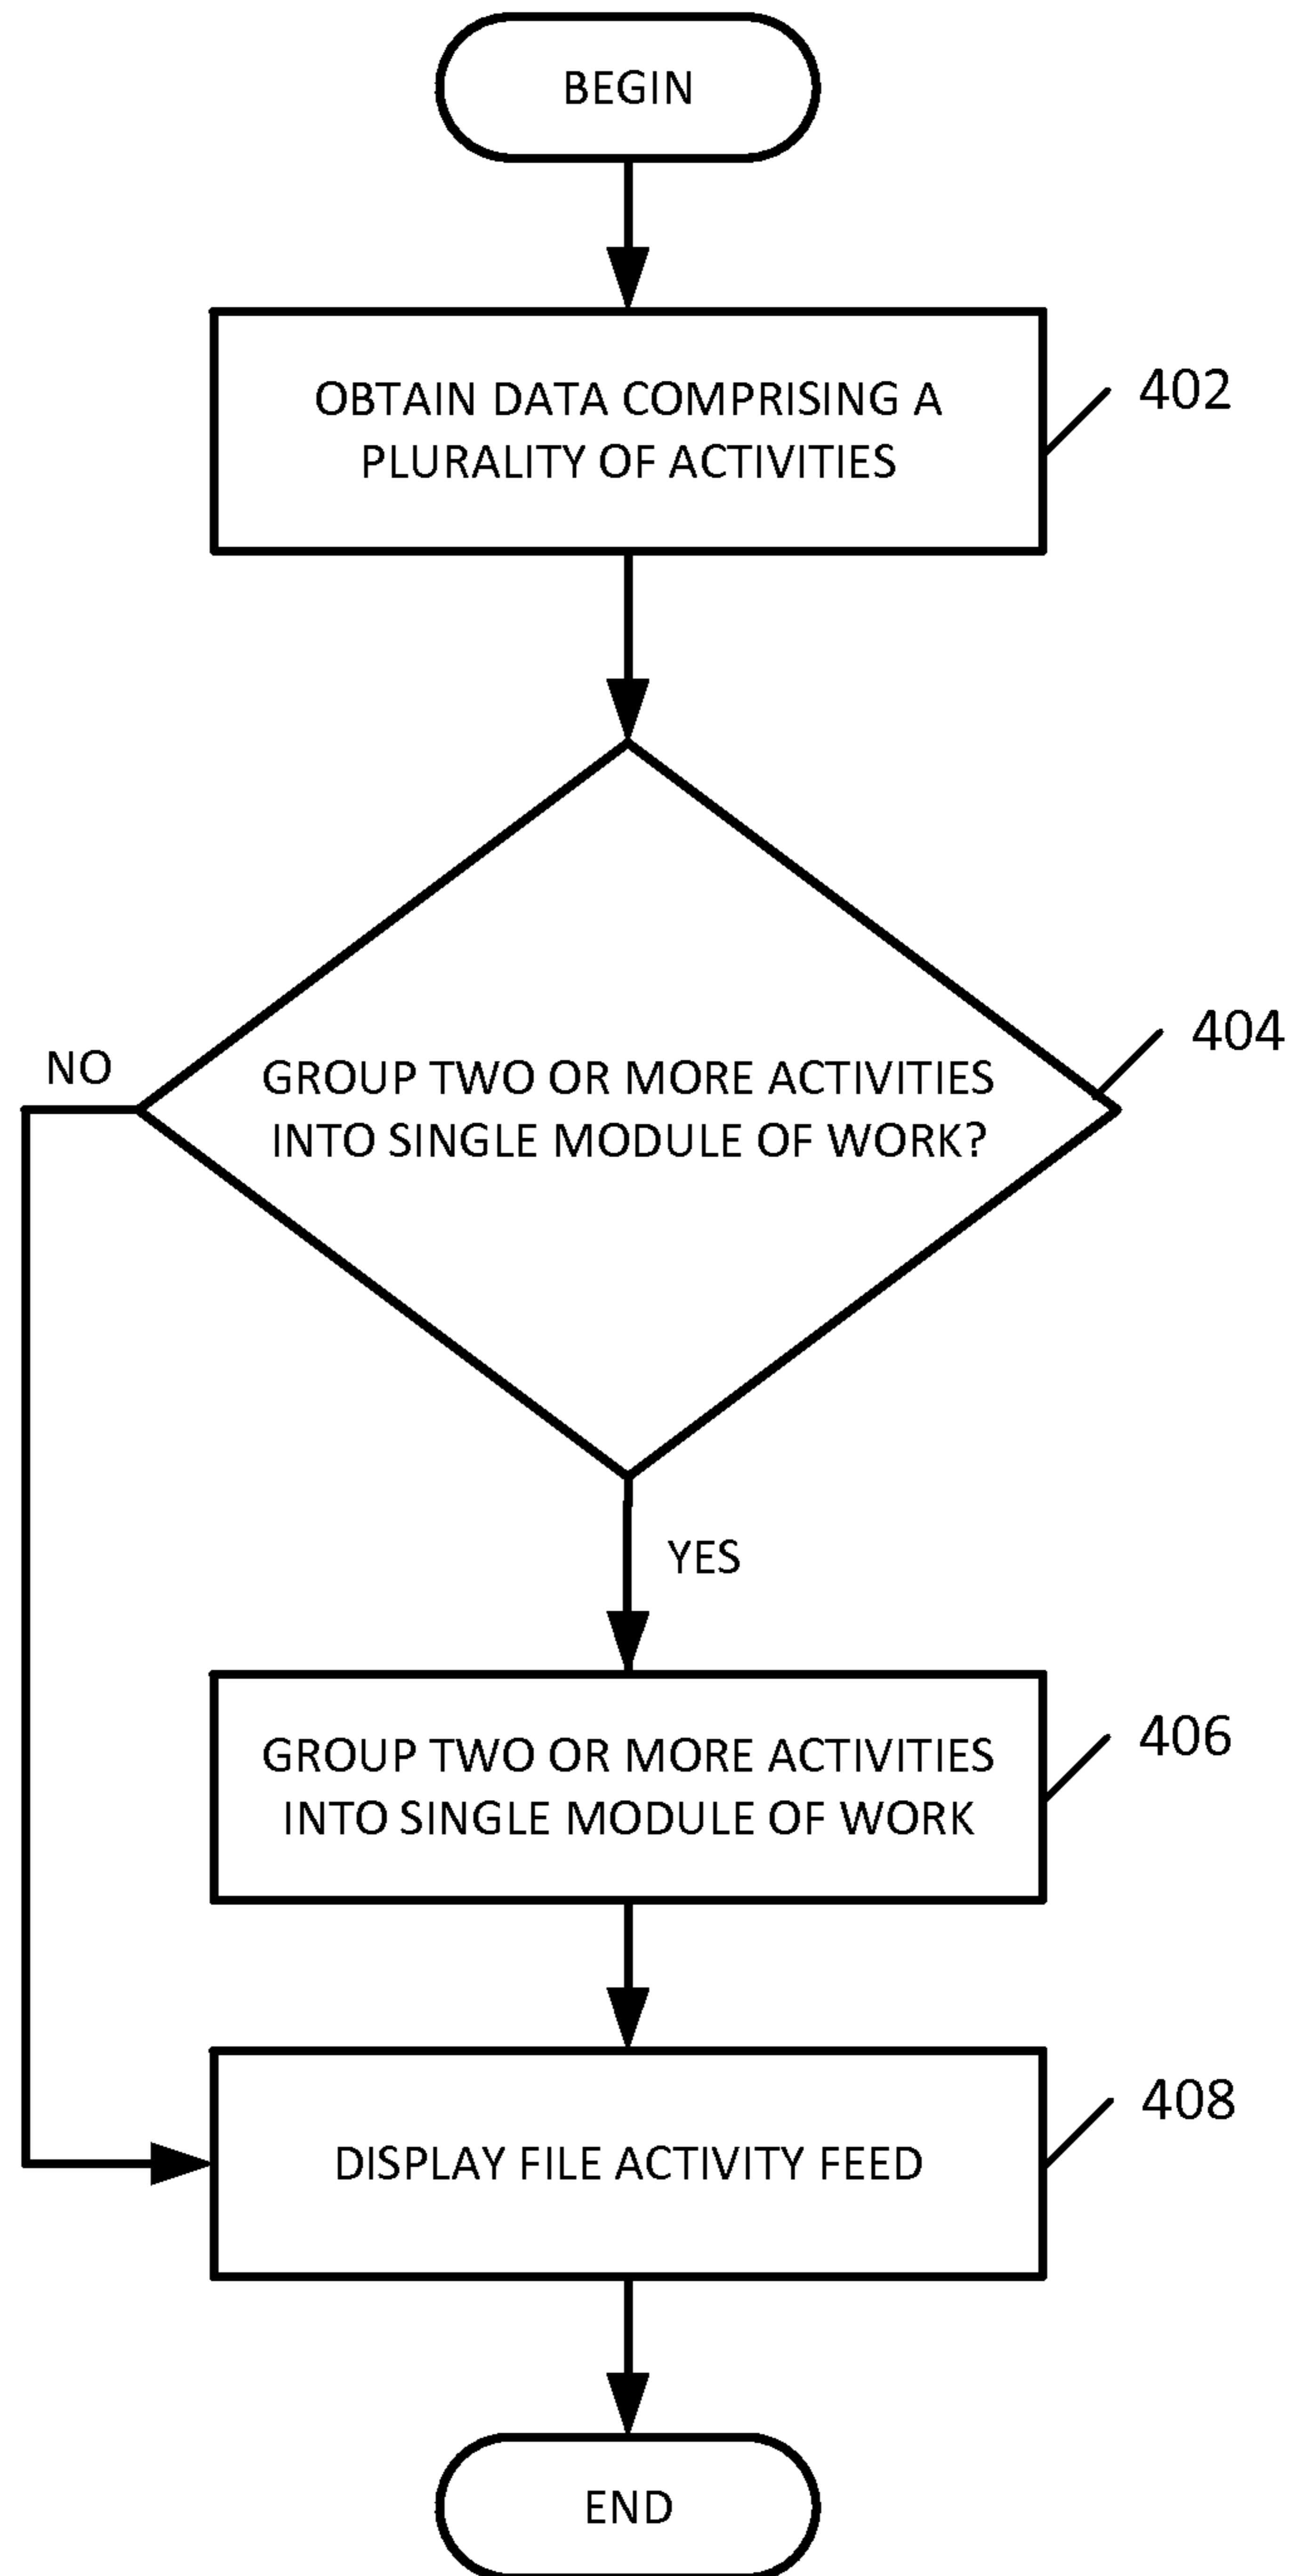 BEGIN
OBTAIN DATA COMPRISING A
PLURALITY OF ACTIVITIES
402
GROUP TWO OR MORE ACTIVITIES
INTO SINGLE MODULE OF WORK?
404
NO
YES
GROUP TWO OR MORE ACTIVITIES
INTO SINGLE MODULE OF WORK
406
DISPLAY FILE ACTIVITY FEED
408
END